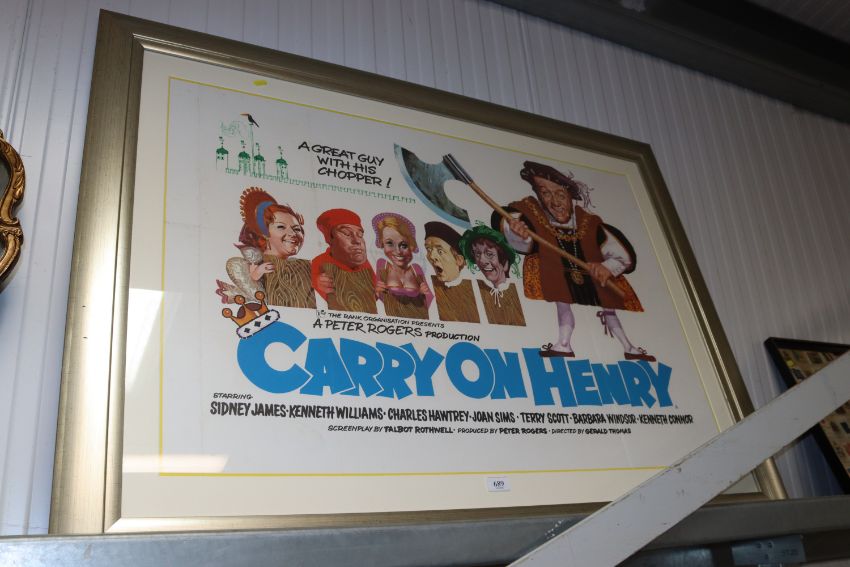 A GREAT GUY
WITH HIS
CHOPPER!
THE RANK ORGANISATION PRESENTS
A PETER ROGERS PRODUCTION
CARRY ON HENRY
STARRING
SIDNEY JAMES · KENNETH WILLIAMS · CHARLES HAWTREY · JOAN SIMS · TERRY SCOTT · BARBARA WINDSOR · KENNETH CONNOR
SCREENPLAY BY TALBOT ROTHWELL · PRODUCED BY PETER ROGERS · DIRECTED BY GERALD THOMAS
689